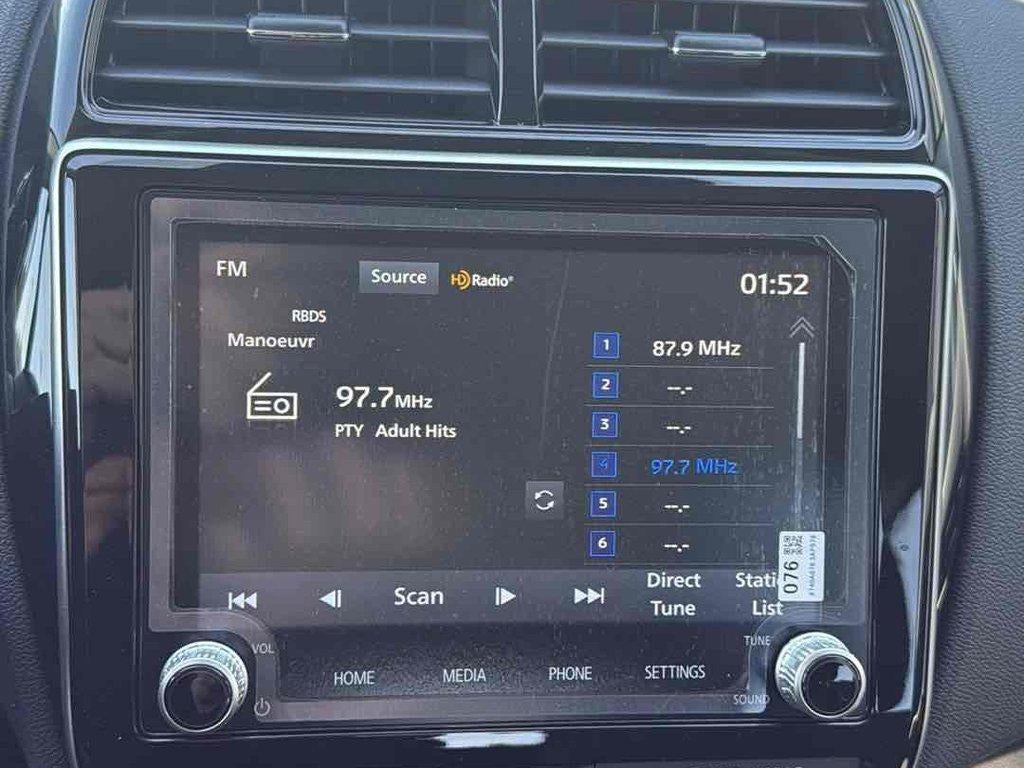 FM
Source
HD Radio®
01:52
RBDS
Manoeuvr
97.7MHz
PTY Adult Hits
1 87.9 MHz
2 --.-
3 --.-
4 97.7 MHz
5 --.-
6 --.-
076
Scan
Direct
Tune
List
VOL
TUNE
HOME
MEDIA
PHONE
SETTINGS
SOUND